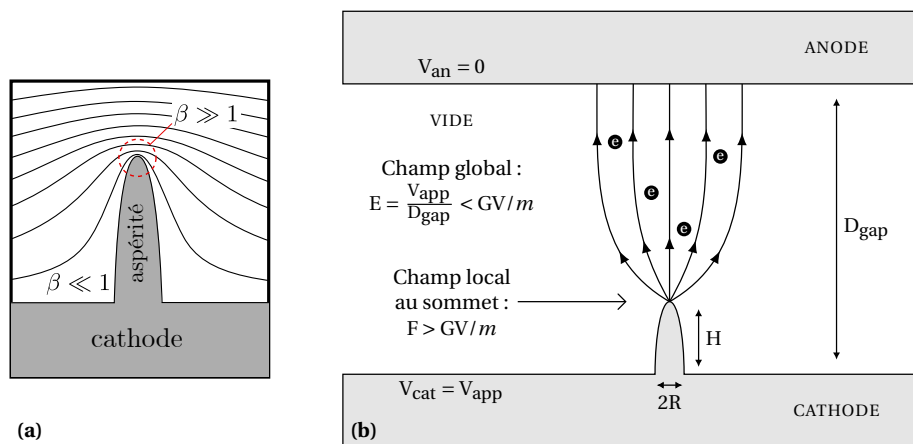 β ≫ 1
β ≪ 1
aspérité
cathode
(a)
ANODE
V_an = 0
VIDE
Champ global :
E = V_app / D_gap < GV/m
e
e
e
e
D_gap
Champ local
au sommet :
F > GV/m
H
V_cat = V_app
2R
CATHODE
(b)